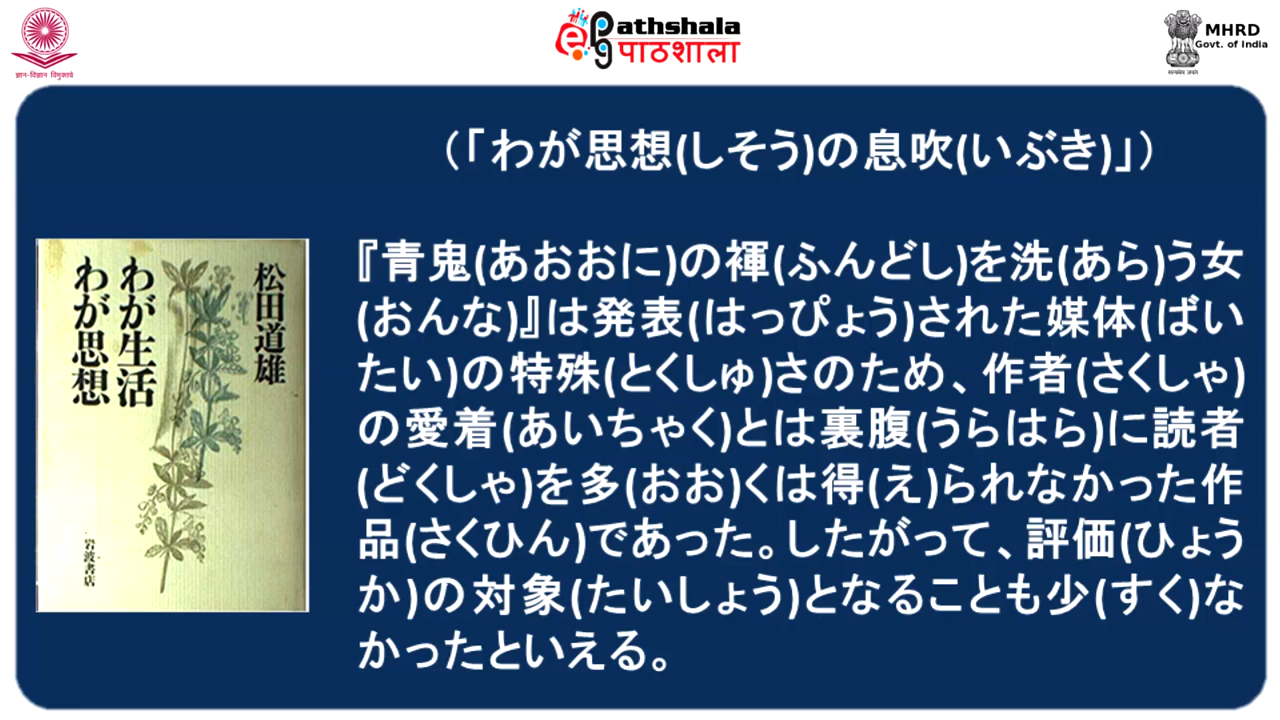 ज्ञान-विज्ञान विमुक्तये
ePg
Pathshala
पाठशाला
MHRD
Govt. of India
सत्यमेव जयते
(「わが思想(しそう)の息吹(いぶき)」)
『青鬼(あおおに)の褌(ふんどし)を洗(あら)う女
(おんな)』は発表(はっぴょう)された媒体(ばい
たい)の特殊(とくしゅ)さのため、作者(さくしゃ)
の愛着(あいちゃく)とは裏腹(うらはら)に読者
(どくしゃ)を多(おお)くは得(え)られなかった作
品(さくひん)であった。したがって、評価(ひょう
か)の対象(たいしょう)となることも少(すく)な
かったといえる。
松田道雄
わが生活
わが思想
岩波書店